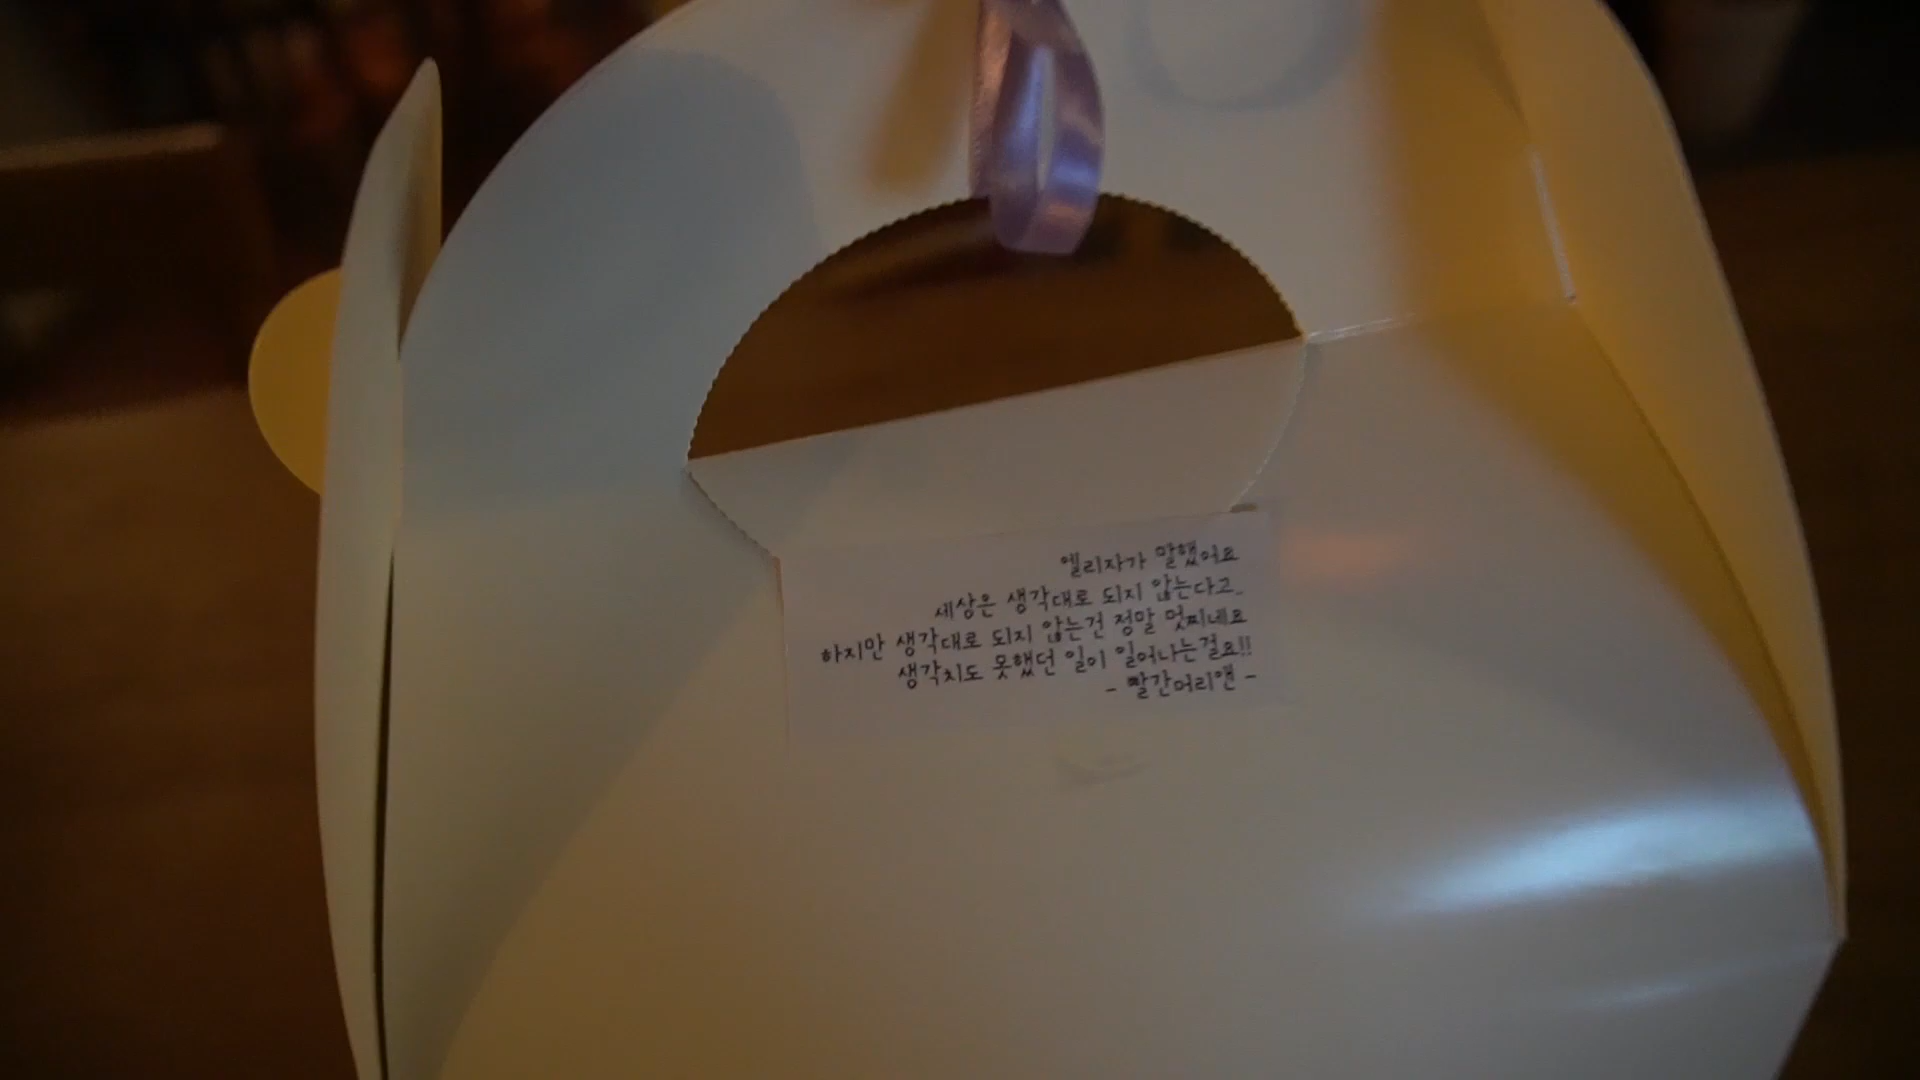 엘리자가 말했어요
세상은 생각대로 되지 않는다고..
하지만 생각대로 되지 않는건 정말 멋찌네요
생각치도 못했던 일이 일어나는걸요!!
- 빨간머리앤 -